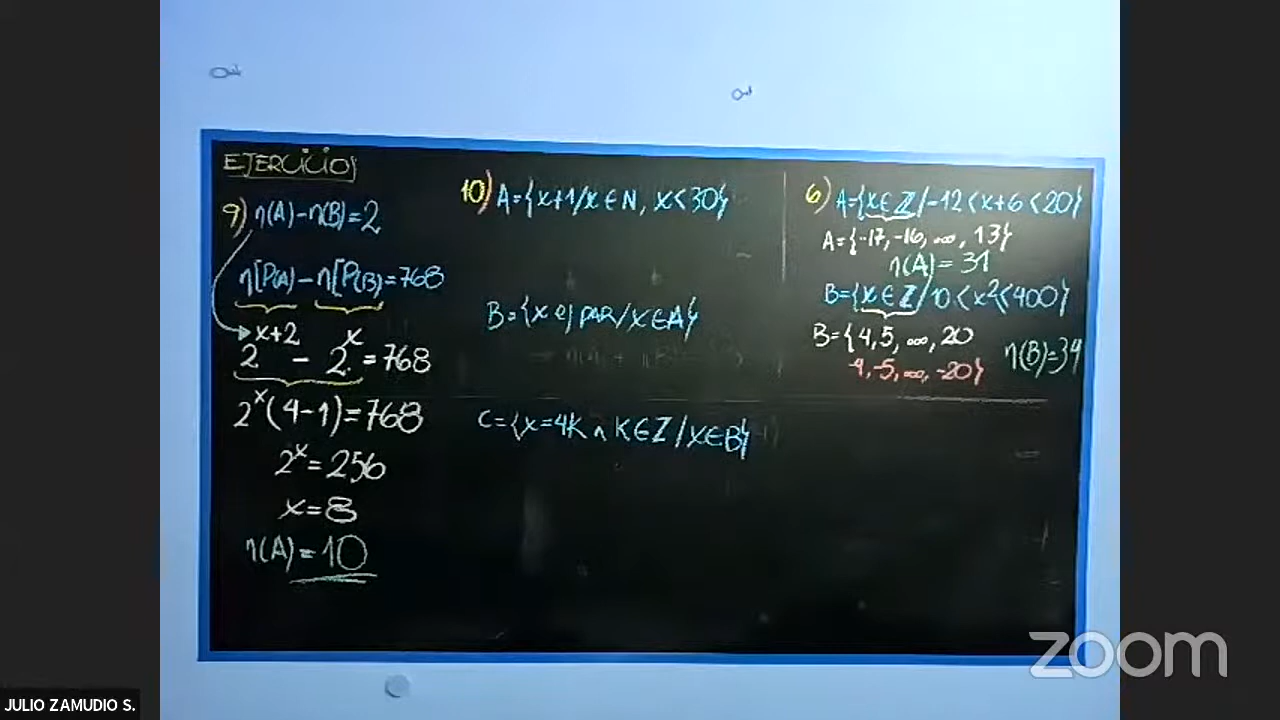 EJERCICIOS
9) η(A)-η(B)=2
η[P(A)-η[P(B)=768
2^(x+2) - 2^x = 768
2^x(4-1)=768
2^x=256
x=8
η(A)=10
10) A={x+1/x∈N, x<30}
B={x es PAR/x∈A}
C={x=4K ∧ K∈Z/x∈B}
6) A={x∈Z/-12<x+6<20}
A={-17,-16, ..., 13}
η(A)=31
B={x∈Z/10<x²<400}
B={4,5, ..., 20
-4,-5, ..., -20}
η(B)=34
zoom
JULIO ZAMUDIO S.